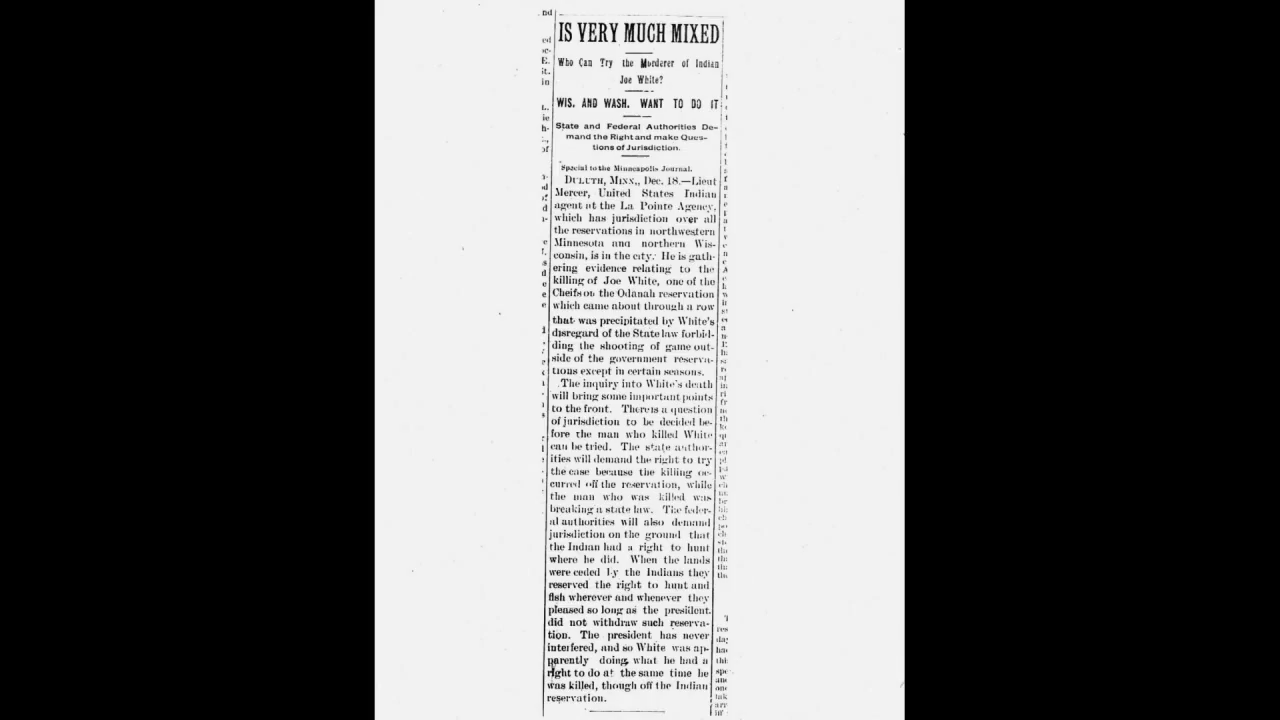 IS VERY MUCH MIXED
Who Can Try the Murderer of Indian
Joe White?
WIS. AND WASH. WANT TO DO IT
State and Federal Authorities De-
mand the Right and make Ques-
tions of Jurisdiction.
Special to the Minneapolis Journal.
DULUTH, MINN., Dec. 18.—Lieut
Mercer, United States Indian
agent at the La Pointe Agency,
which has jurisdiction over all
the reservations in northwestern
Minnesota and northern Wis-
consin, is in the city. He is gath-
ering evidence relating to the
killing of Joe White, one of the
Cheifs on the Odanah reservation
which came about through a row
that was precipitated by White's
disregard of the State law forbid-
ding the shooting of game out-
side of the government reserva-
tions except in certain seasons.
The inquiry into White's death
will bring some important points
to the front. There is a question
of jurisdiction to be decided be-
fore the man who killed White
can be tried. The state author-
ities will demand the right to try
the case because the killing oc-
curred off the reservation, while
the man who was killed was
breaking a state law. The feder-
al authorities will also demand
jurisdiction on the ground that
the Indian had a right to hunt
where he did. When the lands
were ceded by the Indians they
reserved the right to hunt and
fish wherever and whenever they
pleased so long as the president
did not withdraw such reserva-
tion. The president has never
interfered, and so White was ap-
parently doing what he had a
right to do at the same time he
was killed, though off the Indian
reservation.